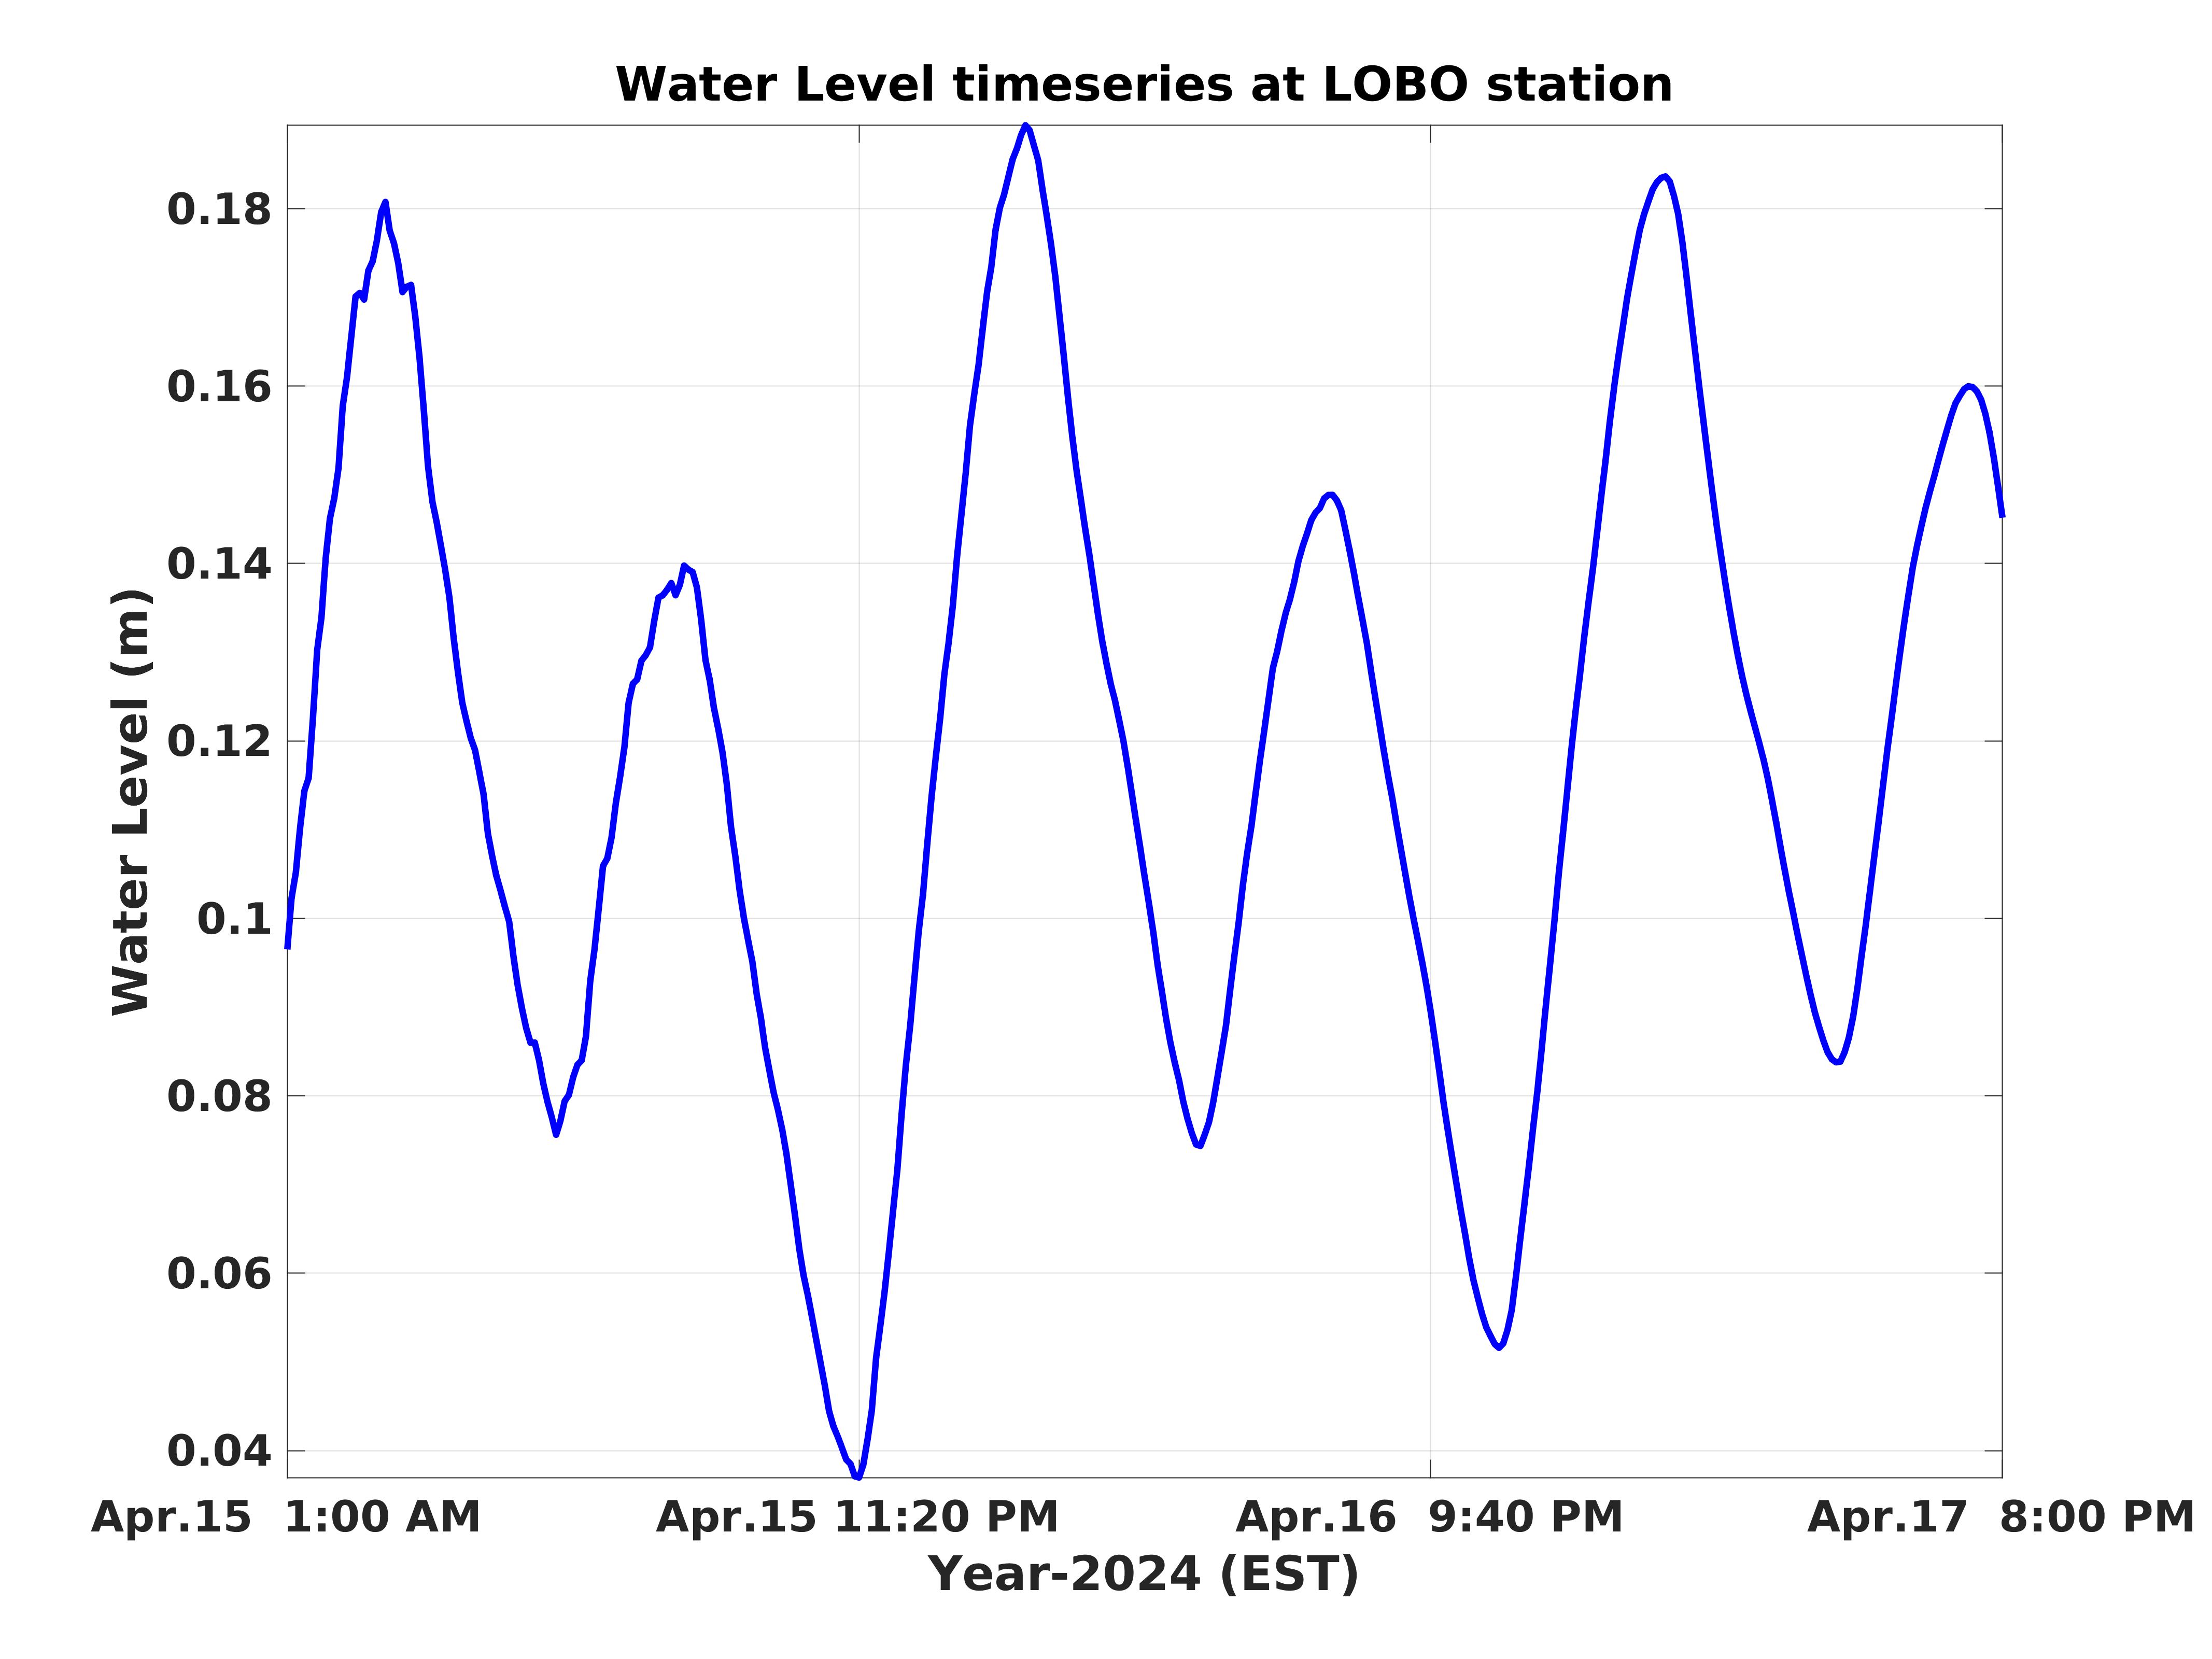 Water Level timeseries at LOBO station
Water Level (m)
0.18
0.16
0.14
0.12
0.1
0.08
0.06
0.04
Apr.15  1:00 AM
Apr.15 11:20 PM
Apr.16  9:40 PM
Apr.17  8:00 PM
Year-2024 (EST)